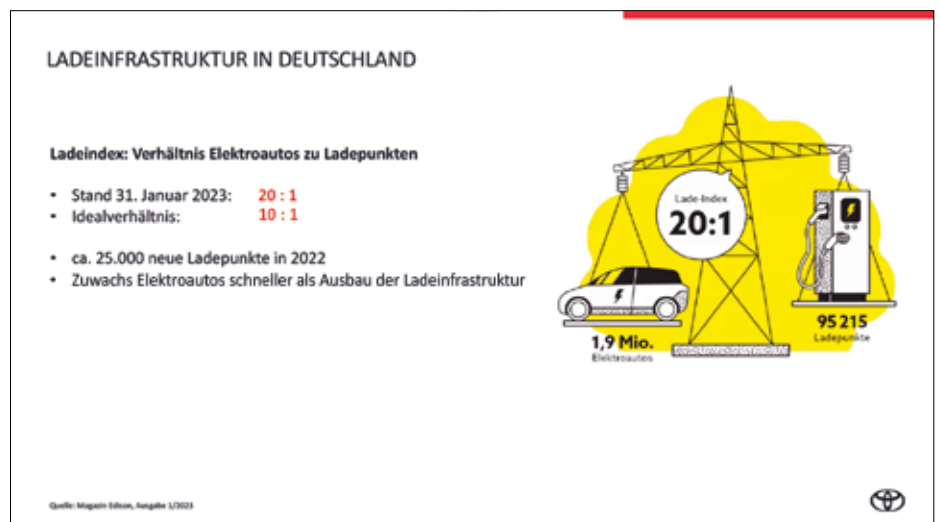 LADEINFRASTRUKTUR IN DEUTSCHLAND
Ladeindex: Verhältnis Elektroautos zu Ladepunkten
• Stand 31. Januar 2023: 20 : 1
• Idealverhältnis: 10 : 1
• ca. 25.000 neue Ladepunkte in 2022
• Zuwachs Elektroautos schneller als Ausbau der Ladeinfrastruktur
Lade-Index
20:1
1,9 Mio.
Elektroautos
95 215
Ladepunkte
Quelle: Magazin Edison, Ausgabe 1/2023